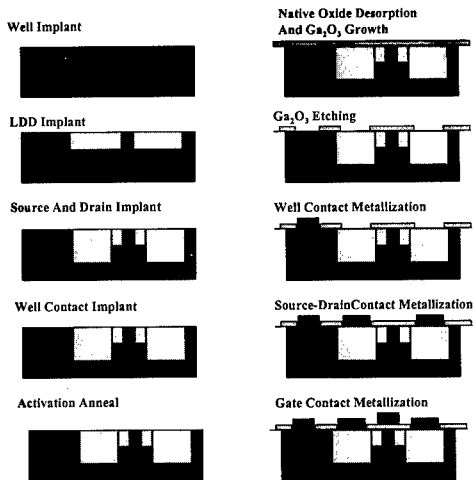 Well Implant
LDD Implant
Source And Drain Implant
Well Contact Implant
Activation Anneal
Native Oxide Desorption
And Ga₂O₃ Growth
Ga₂O₃ Etching
Well Contact Metallization
Source-DrainContact Metallization
Gate Contact Metallization